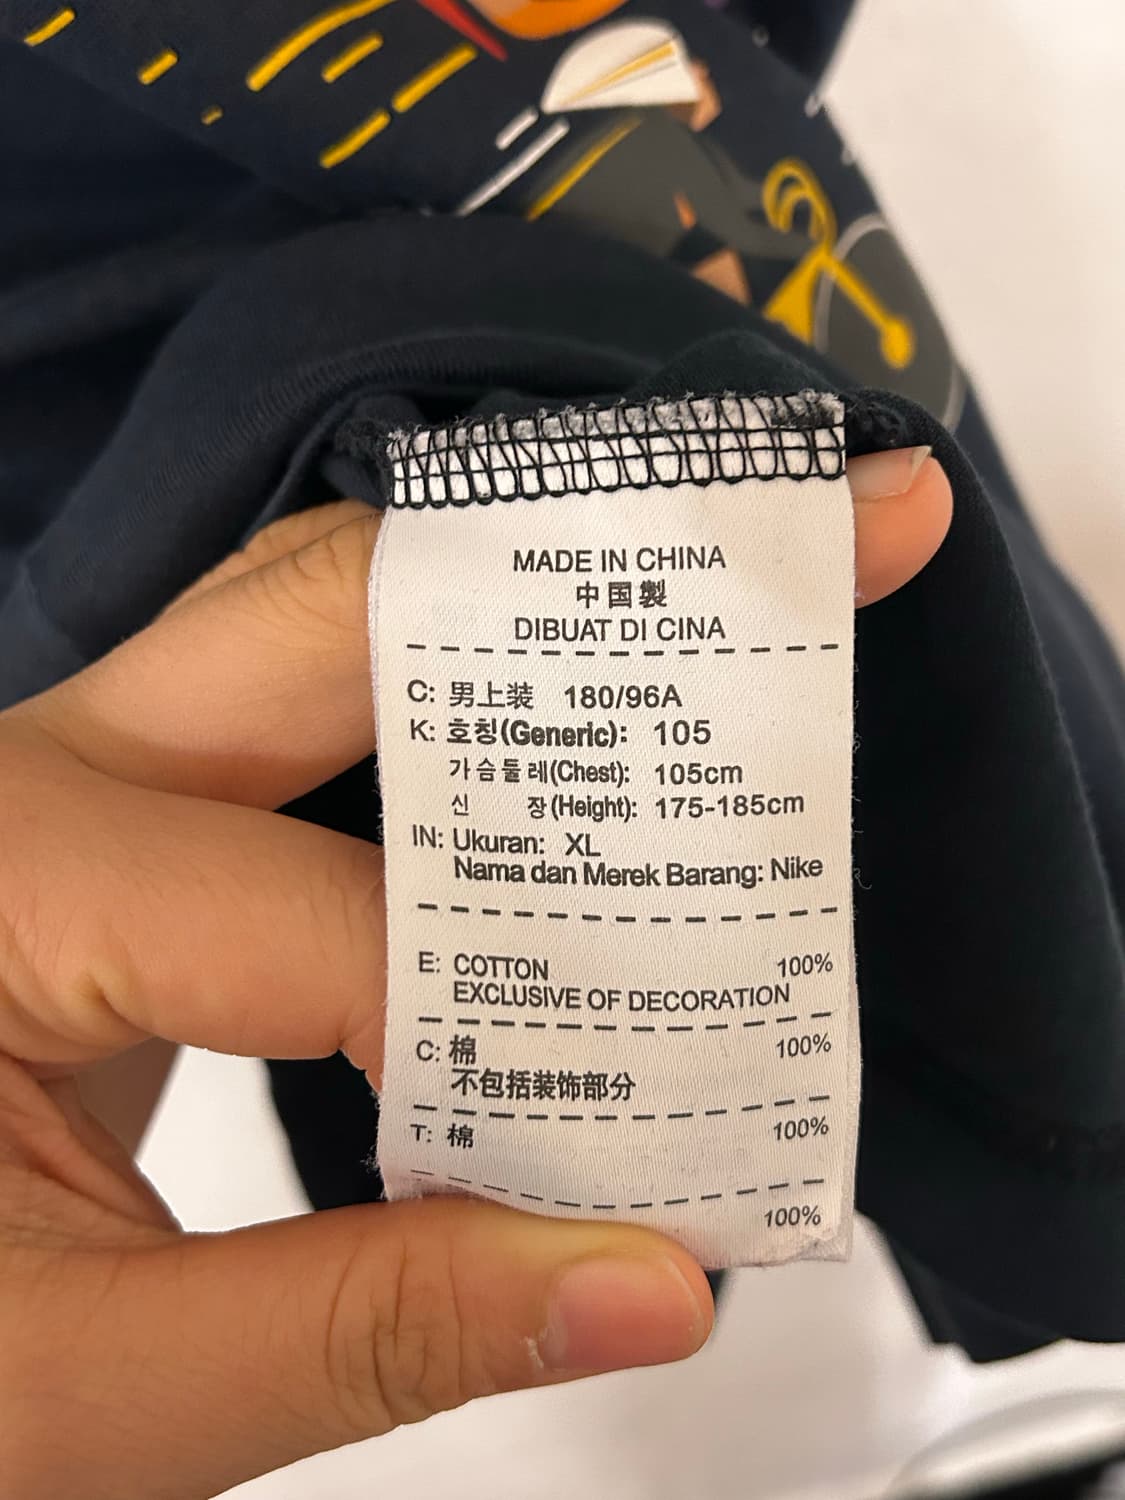 MADE IN CHINA
中国製
DIBUAT DI CINA
C: 男上装 180/96A
K: 호칭(Generic): 105
가슴둘레(Chest): 105cm
신 장(Height): 175-185cm
IN: Ukuran: XL
Nama dan Merek Barang: Nike
E: COTTON 100%
EXCLUSIVE OF DECORATION
C: 棉 100%
不包括装饰部分
T: 棉 100%
100%